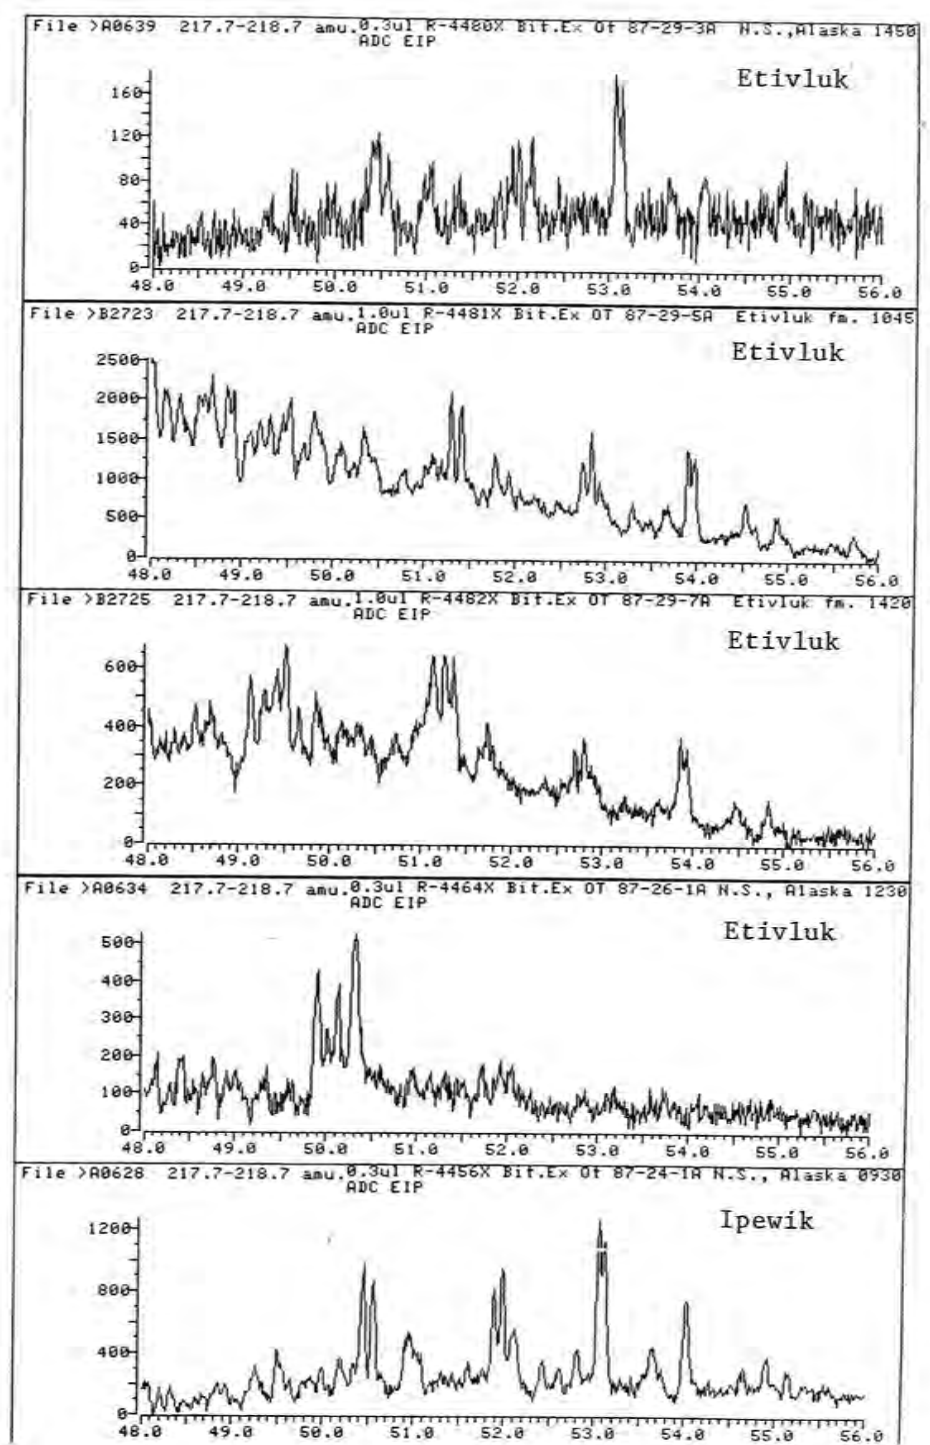 File >A0639 217.7-218.7 amu.0.3ul R-4480X Bit.Ex Of 87-29-3A N.S.,Alaska 1450
ADC EIP
Etivluk
160
120
80
40
0
48.0 49.0 50.0 51.0 52.0 53.0 54.0 55.0 56.0
File >B2723 217.7-218.7 amu.1.0ul R-4481X Bit.Ex OT 87-29-5A Etivluk fm. 1045
ADC EIP
Etivluk
2500
2000
1500
1000
500
0
48.0 49.0 50.0 51.0 52.0 53.0 54.0 55.0 56.0
File >B2725 217.7-218.7 amu.1.0ul R-4482X Bit.Ex OT 87-29-7A Etivluk fm. 1420
ADC EIP
Etivluk
600
400
200
0
48.0 49.0 50.0 51.0 52.0 53.0 54.0 55.0 56.0
File >A0634 217.7-218.7 amu.0.3ul R-4464X Bit.Ex OT 87-26-1A N.S., Alaska 1230
ADC EIP
Etivluk
500
400
300
200
100
0
48.0 49.0 50.0 51.0 52.0 53.0 54.0 55.0 56.0
File >A0628 217.7-218.7 amu.0.3ul R-4456X Bit.Ex Of 87-24-1A N.S., Alaska 0930
ADC EIP
Ipewik
1200
800
400
0
48.0 49.0 50.0 51.0 52.0 53.0 54.0 55.0 56.0